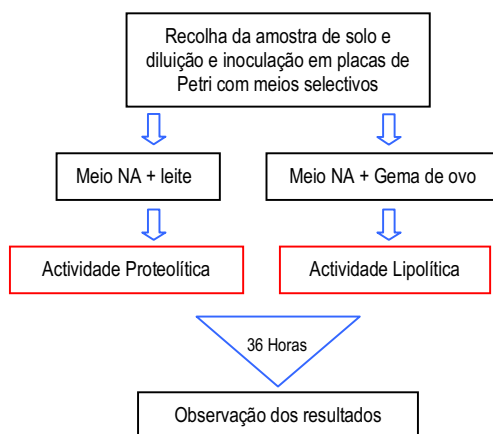 Recolha da amostra de solo e
diluição e inoculação em placas de
Petri com meios selectivos
Meio NA + leite
Meio NA + Gema de ovo
Actividade Proteolítica
Actividade Lipolítica
36 Horas
Observação dos resultados